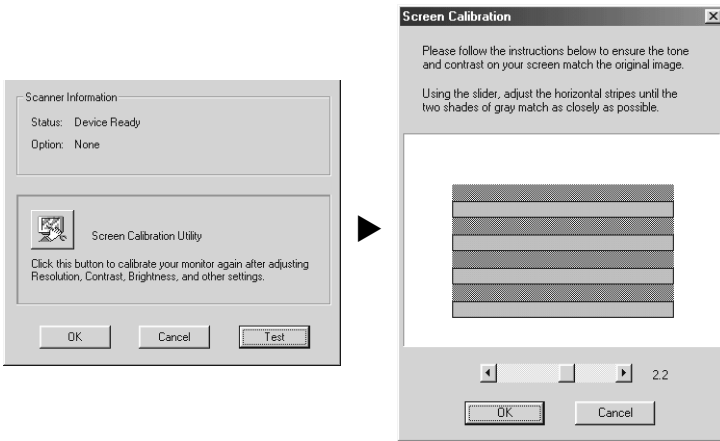 Scanner Information
Status: Device Ready
Option: None
Screen Calibration Utility
Click this button to calibrate your monitor again after adjusting
Resolution, Contrast, Brightness, and other settings.
OK Cancel Test
Screen Calibration
Please follow the instructions below to ensure the tone
and contrast on your screen match the original image.
Using the slider, adjust the horizontal stripes until the
two shades of gray match as closely as possible.
2.2
OK Cancel